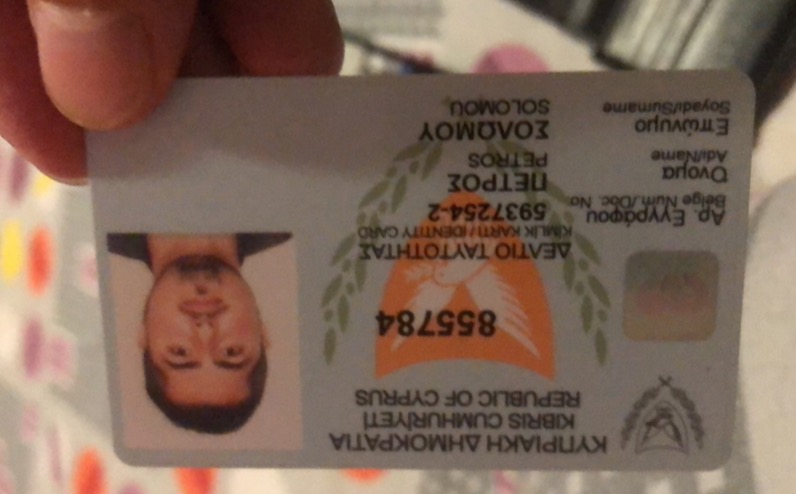 ΚΥΠΡΙΑΚΗ ΔΗΜΟΚΡΑΤΙΑ
KIBRIS CUMHURİYETİ
REPUBLIC OF CYPRUS
855784
ΔΕΛΤΙΟ ΤΑΥΤΟΤΗΤΑΣ
KIMLIK KARTI / IDENTITY CARD
Αρ. Εγγράφου
Belge Num./Doc. No
5937254-2
Όνομα
Adı/Name
ΠΕΤΡΟΣ
PETROS
Επώνυμο
Soyadı/Surname
ΣΟΛΩΜΟΥ
SOLOMOU